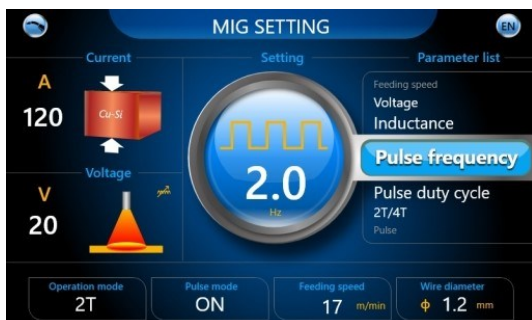 MIG SETTING
EN
Current
A
120
Cu-Si
Voltage
V
20
Setting
2.0
Hz
Parameter list
Feeding speed
Voltage
Inductance
Pulse frequency
Pulse duty cycle
2T/4T
Pulse
Operation mode
2T
Pulse mode
ON
Feeding speed
17 m/min
Wire diameter
ϕ 1.2 mm